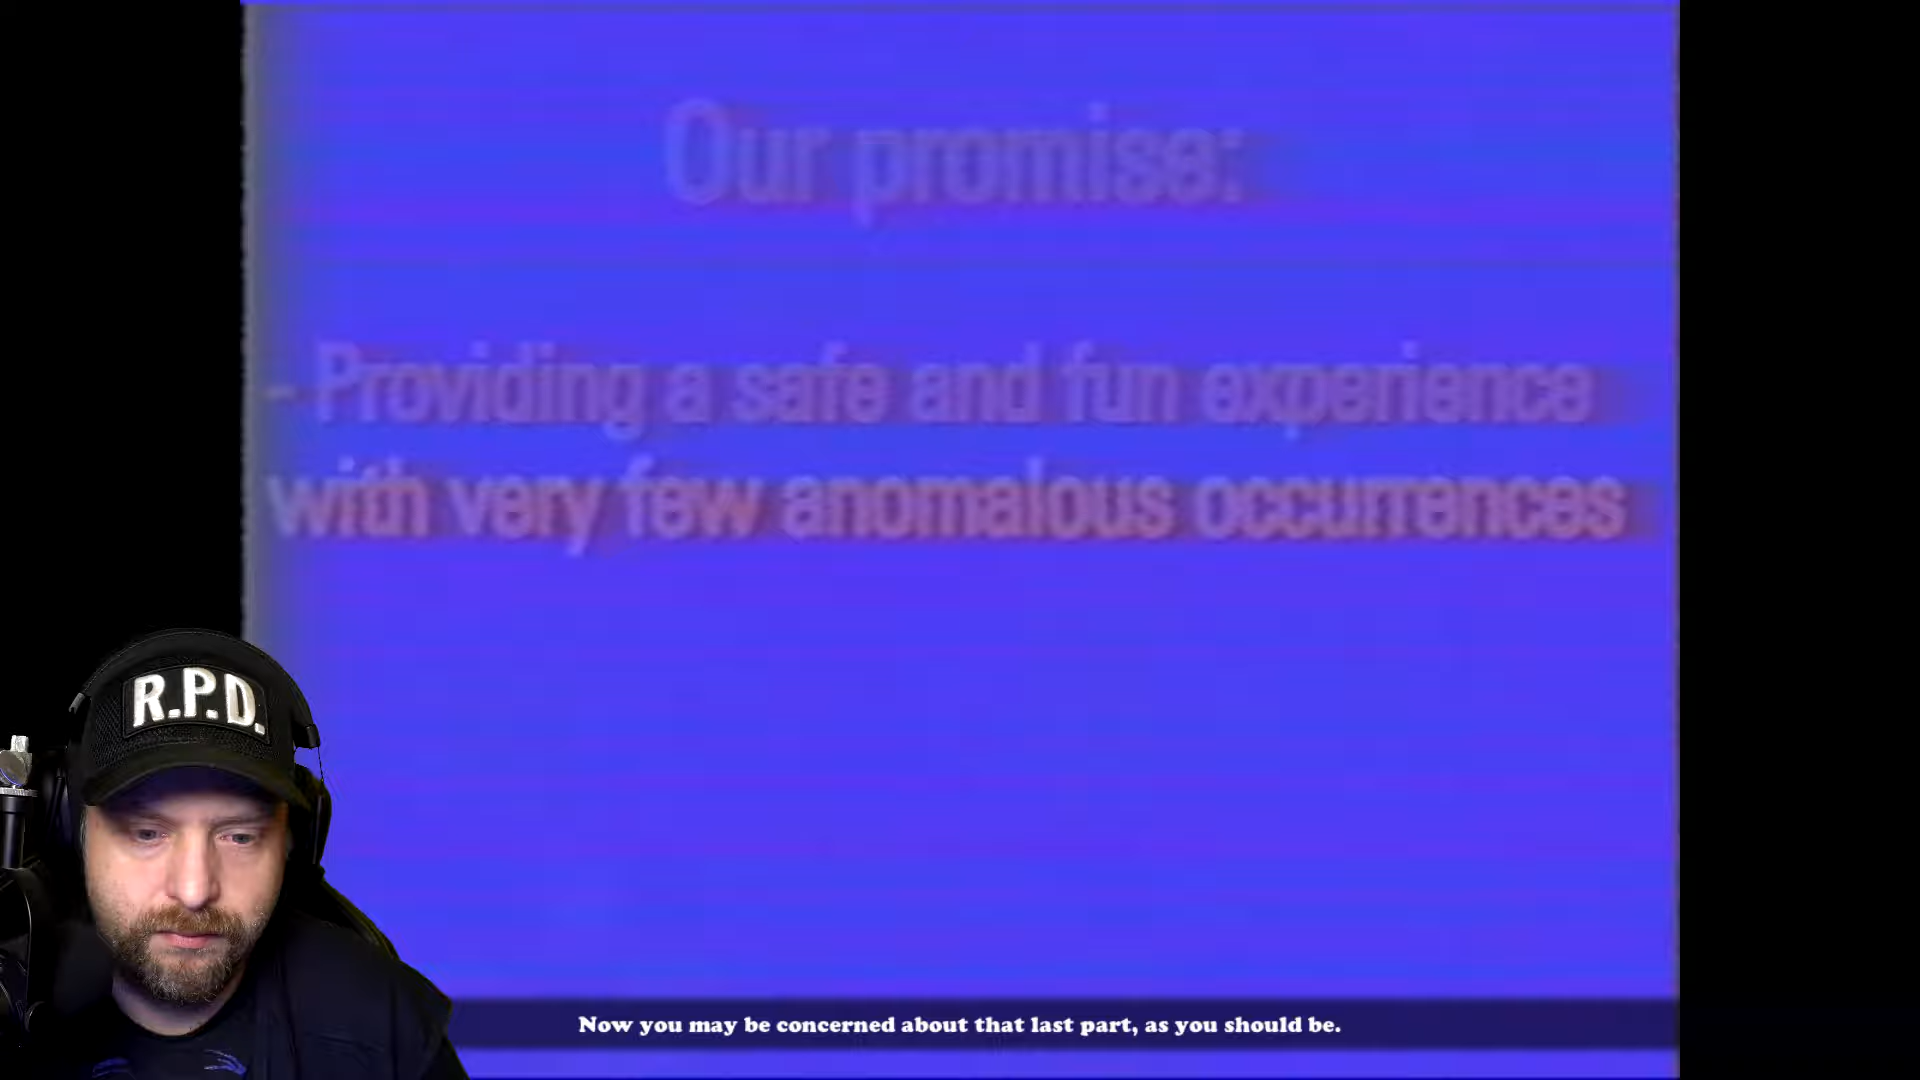 Our promise:
- Providing a safe and fun experience
with very few anomalous occurrences
R.P.D.
Now you may be concerned about that last part, as you should be.